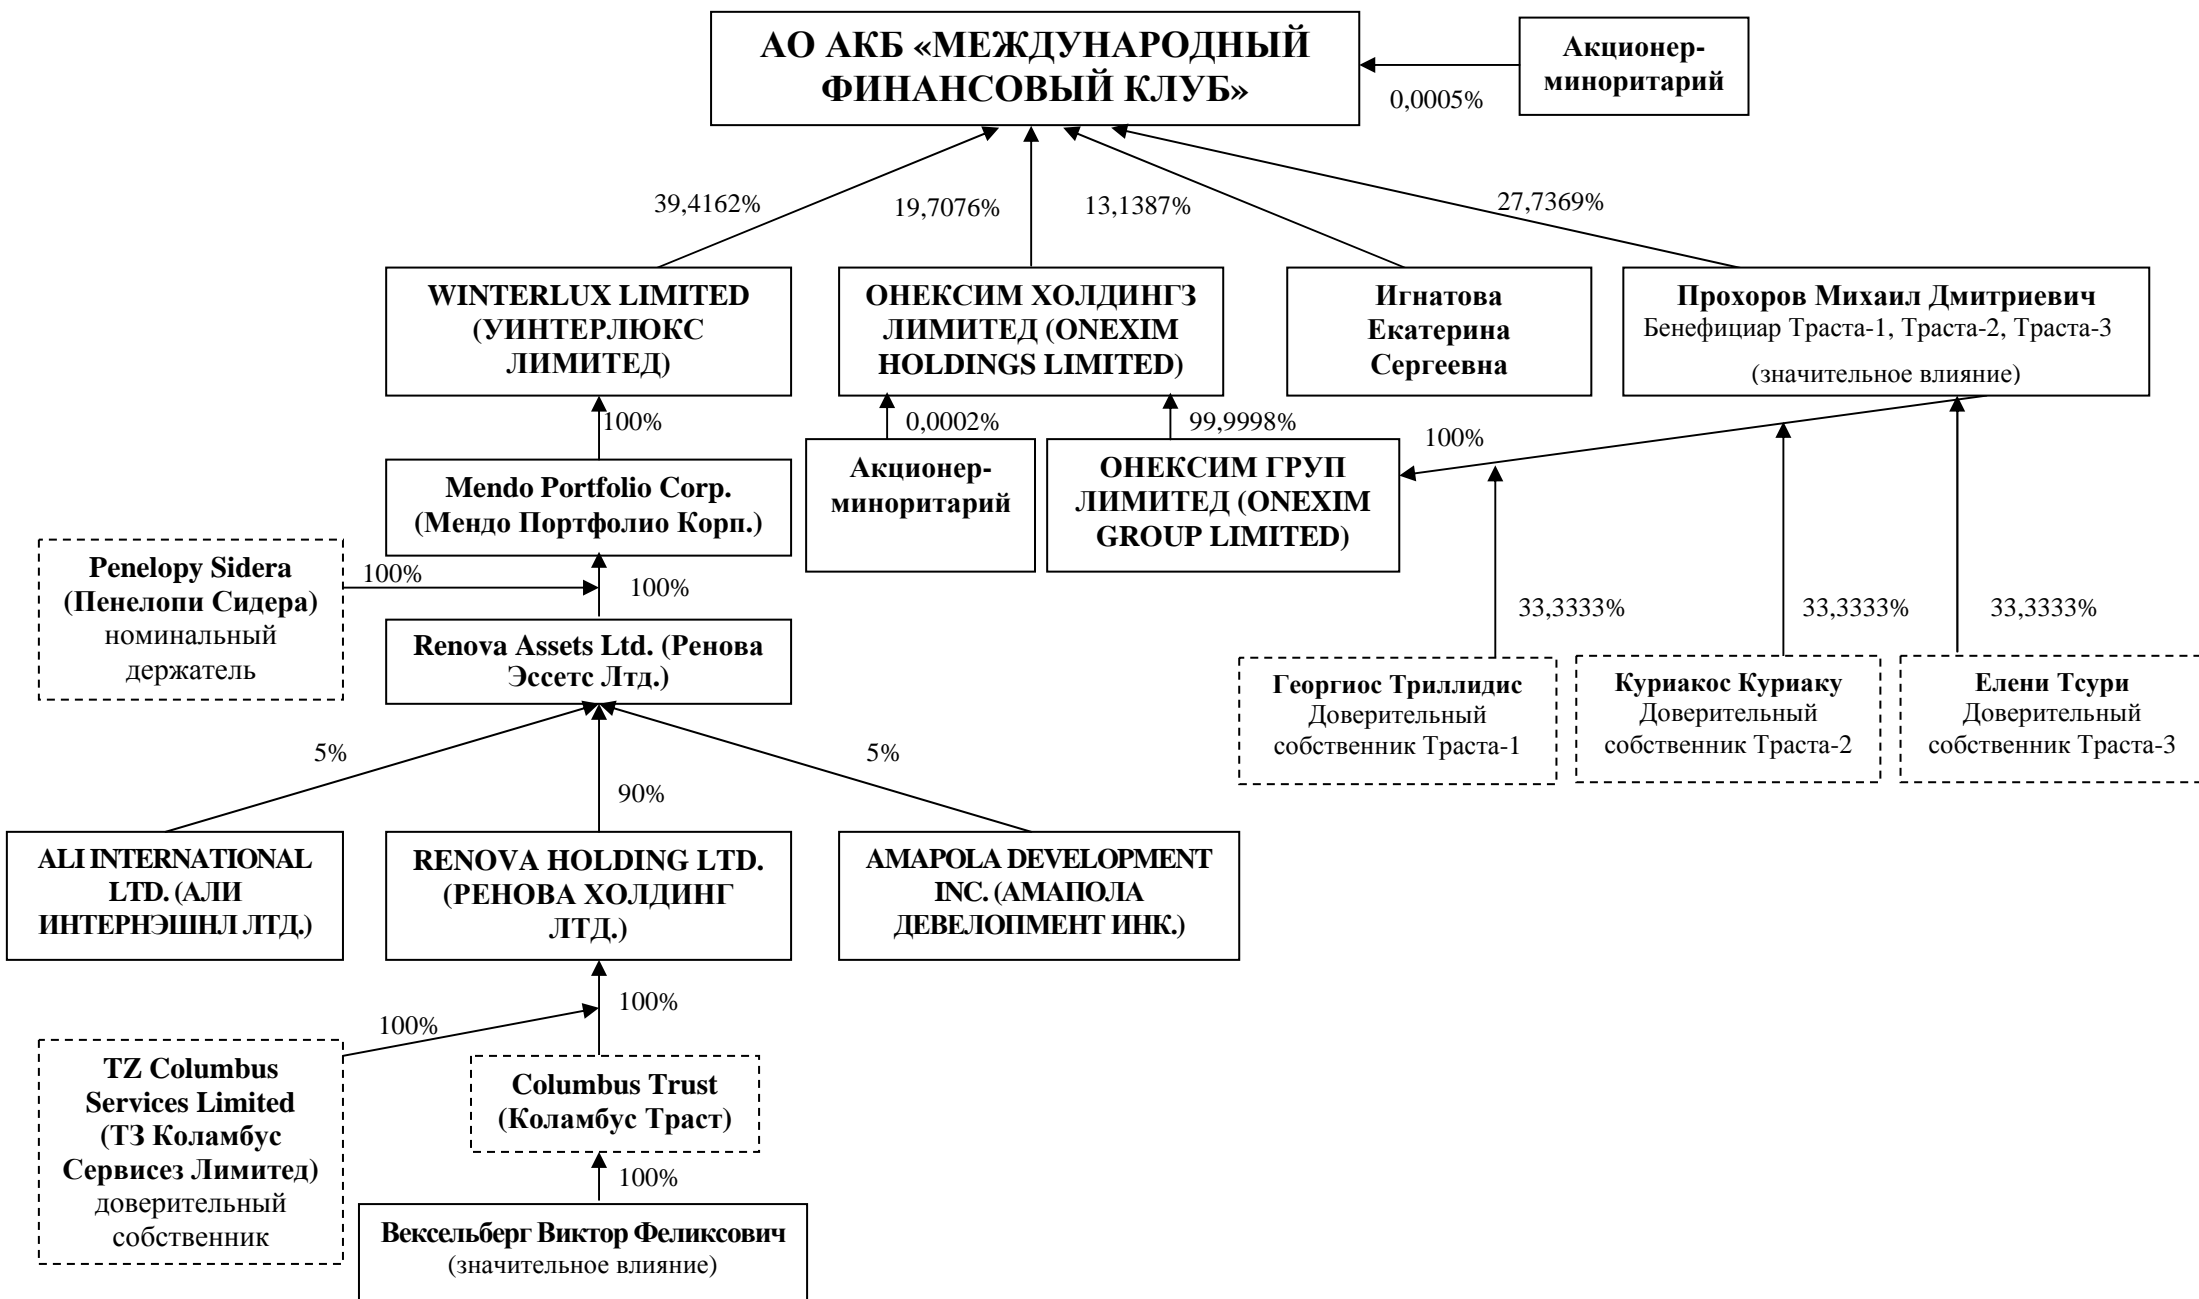 АО АКБ «МЕЖДУНАРОДНЫЙ
ФИНАНСОВЫЙ КЛУБ»
Акционер-
миноритарий
0,0005%
39,4162%
19,7076%
13,1387%
27,7369%
WINTERLUX LIMITED
(УИНТЕРЛЮКС
ЛИМИТЕД)
ОНЕКСИМ ХОЛДИНГЗ
ЛИМИТЕД (ONEXIM
HOLDINGS LIMITED)
Игнатова
Екатерина
Сергеевна
Прохоров Михаил Дмитриевич
Бенефициар Траста-1, Траста-2, Траста-3
(значительное влияние)
100%
0,0002%
99,9998%
100%
Mendo Portfolio Corp.
(Мендо Портфолио Корп.)
Акционер-
миноритарий
ОНЕКСИМ ГРУП
ЛИМИТЕД (ONEXIM
GROUP LIMITED)
Penelopy Sidera
(Пенелопи Сидера)
номинальный
держатель
100%
100%
33,3333%
33,3333%
33,3333%
Renova Assets Ltd. (Ренова
Эссетс Лтд.)
Георгиос Триллидис
Доверительный
собственник Траста-1
Куриакос Куриаку
Доверительный
собственник Траста-2
Елени Тсури
Доверительный
собственник Траста-3
5%
90%
5%
ALI INTERNATIONAL
LTD. (АЛИ
ИНТЕРНЭШНЛ ЛТД.)
RENOVA HOLDING LTD.
(РЕНОВА ХОЛДИНГ
ЛТД.)
AMAPOLA DEVELOPMENT
INC. (АМАПОЛА
ДЕВЕЛОПМЕНТ ИНК.)
100%
100%
TZ Columbus
Services Limited
(ТЗ Коламбус
Сервисез Лимитед)
доверительный
собственник
Columbus Trust
(Коламбус Траст)
100%
Вексельберг Виктор Феликсович
(значительное влияние)